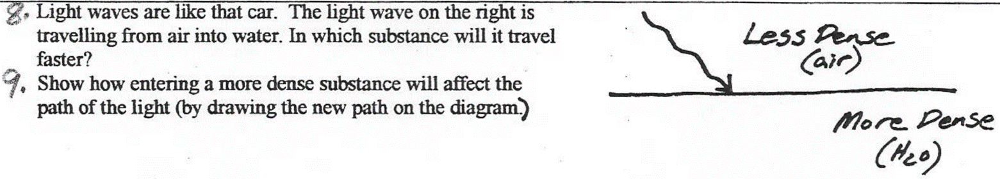 8. Light waves are like that car. The light wave on the right is
travelling from air into water. In which substance will it travel
faster?
9. Show how entering a more dense substance will affect the
path of the light (by drawing the new path on the diagram.)
Less Dense
(air)
More Dense
(H2O)